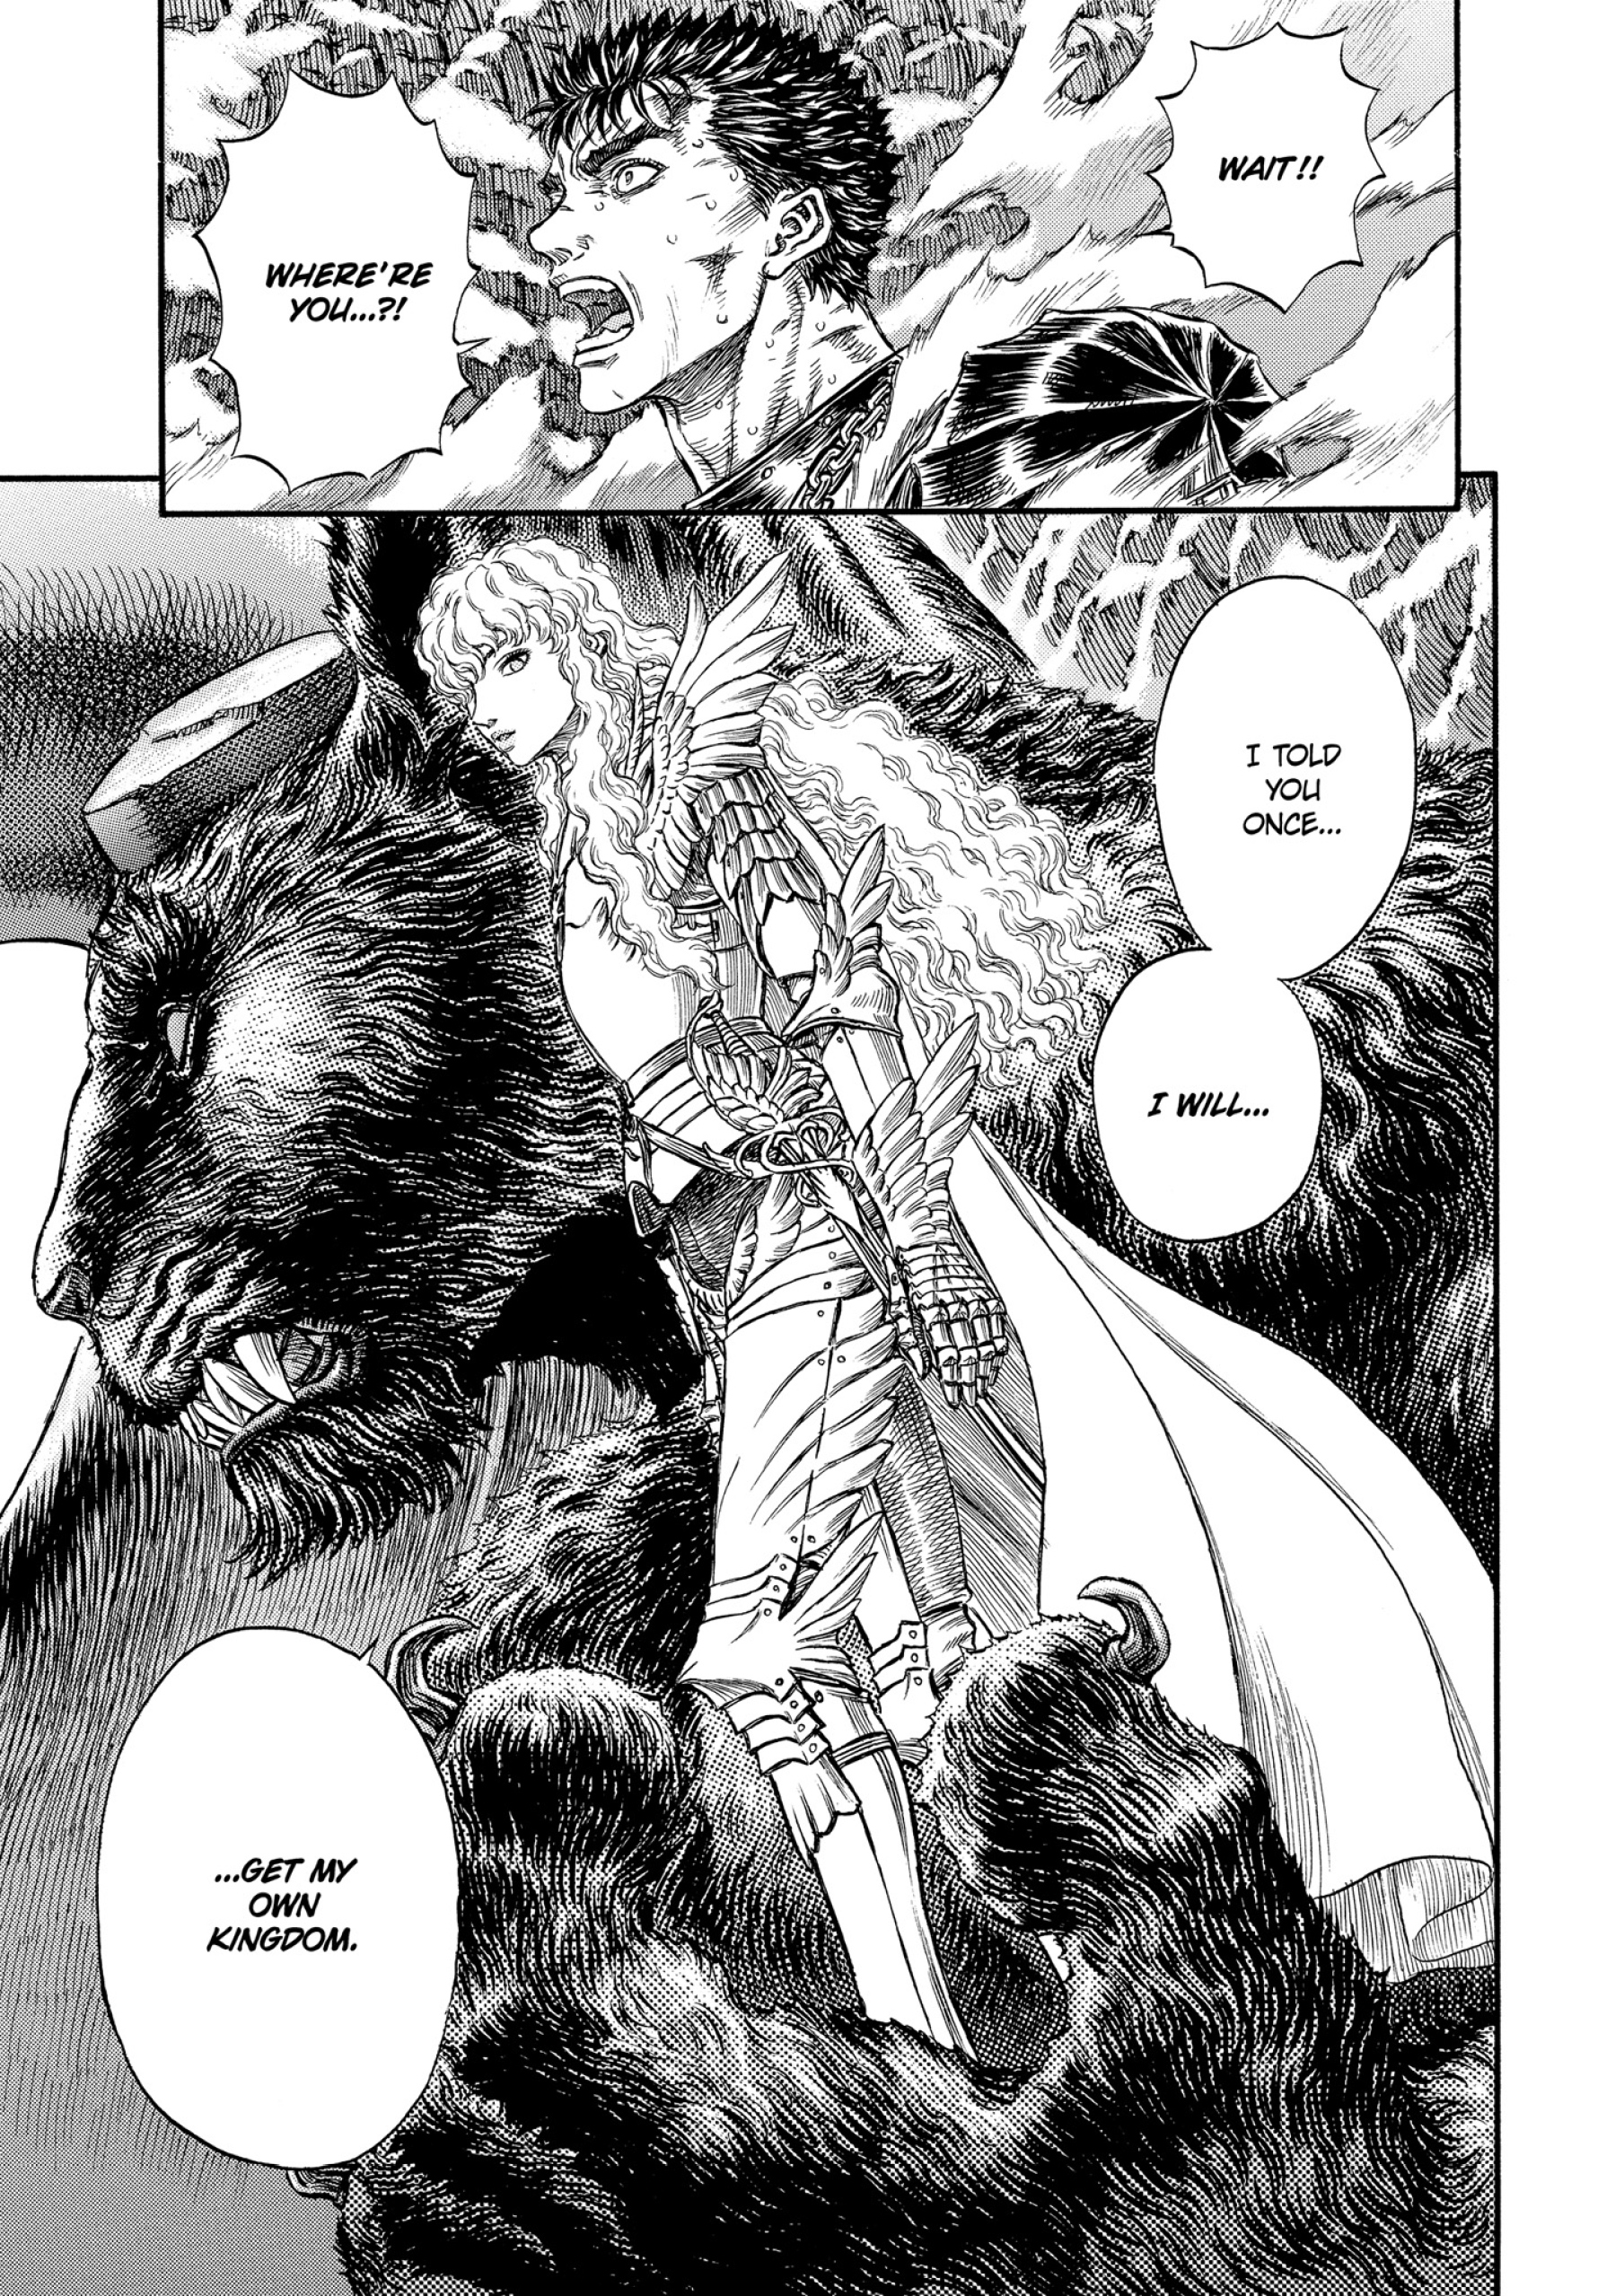 WAIT!!
WHERE'RE
YOU...?!
I TOLD
YOU
ONCE...
I WILL...
...GET MY
OWN
KINGDOM.